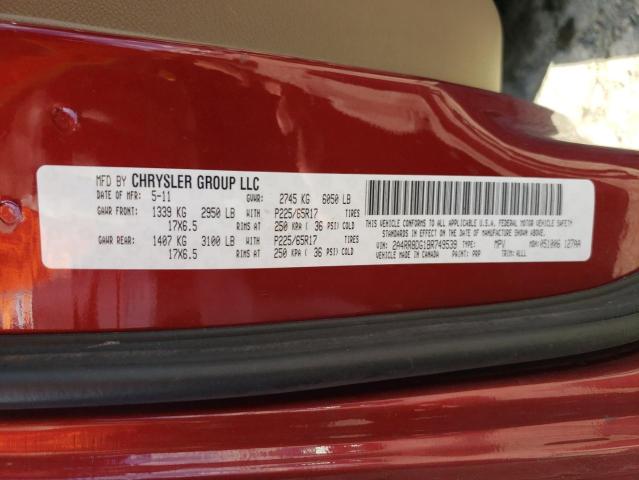 MFD BY CHRYSLER GROUP LLC
DATE OF MFR: 5-11 GVWR: 2745 KG 6050 LB
GAWR FRONT: 1339 KG 2950 LB WITH P225/65R17 TIRES
17X6.5 RIMS AT 250 KPA ( 36 PSI) COLD
GAWR REAR: 1407 KG 3100 LB WITH P225/65R17 TIRES
17X6.5 RIMS AT 250 KPA ( 36 PSI) COLD
THIS VEHICLE CONFORMS TO ALL APPLICABLE U.S.A. FEDERAL MOTOR VEHICLE SAFETY
STANDARDS IN EFFECT ON THE DATE OF MANUFACTURE SHOWN ABOVE.
VIN: 2A4RR8DG1BR749539 TYPE: MPV MDH: 051006 127AA
VEHICLE MADE IN CANADA PAINT: PRP TRIM: ALL